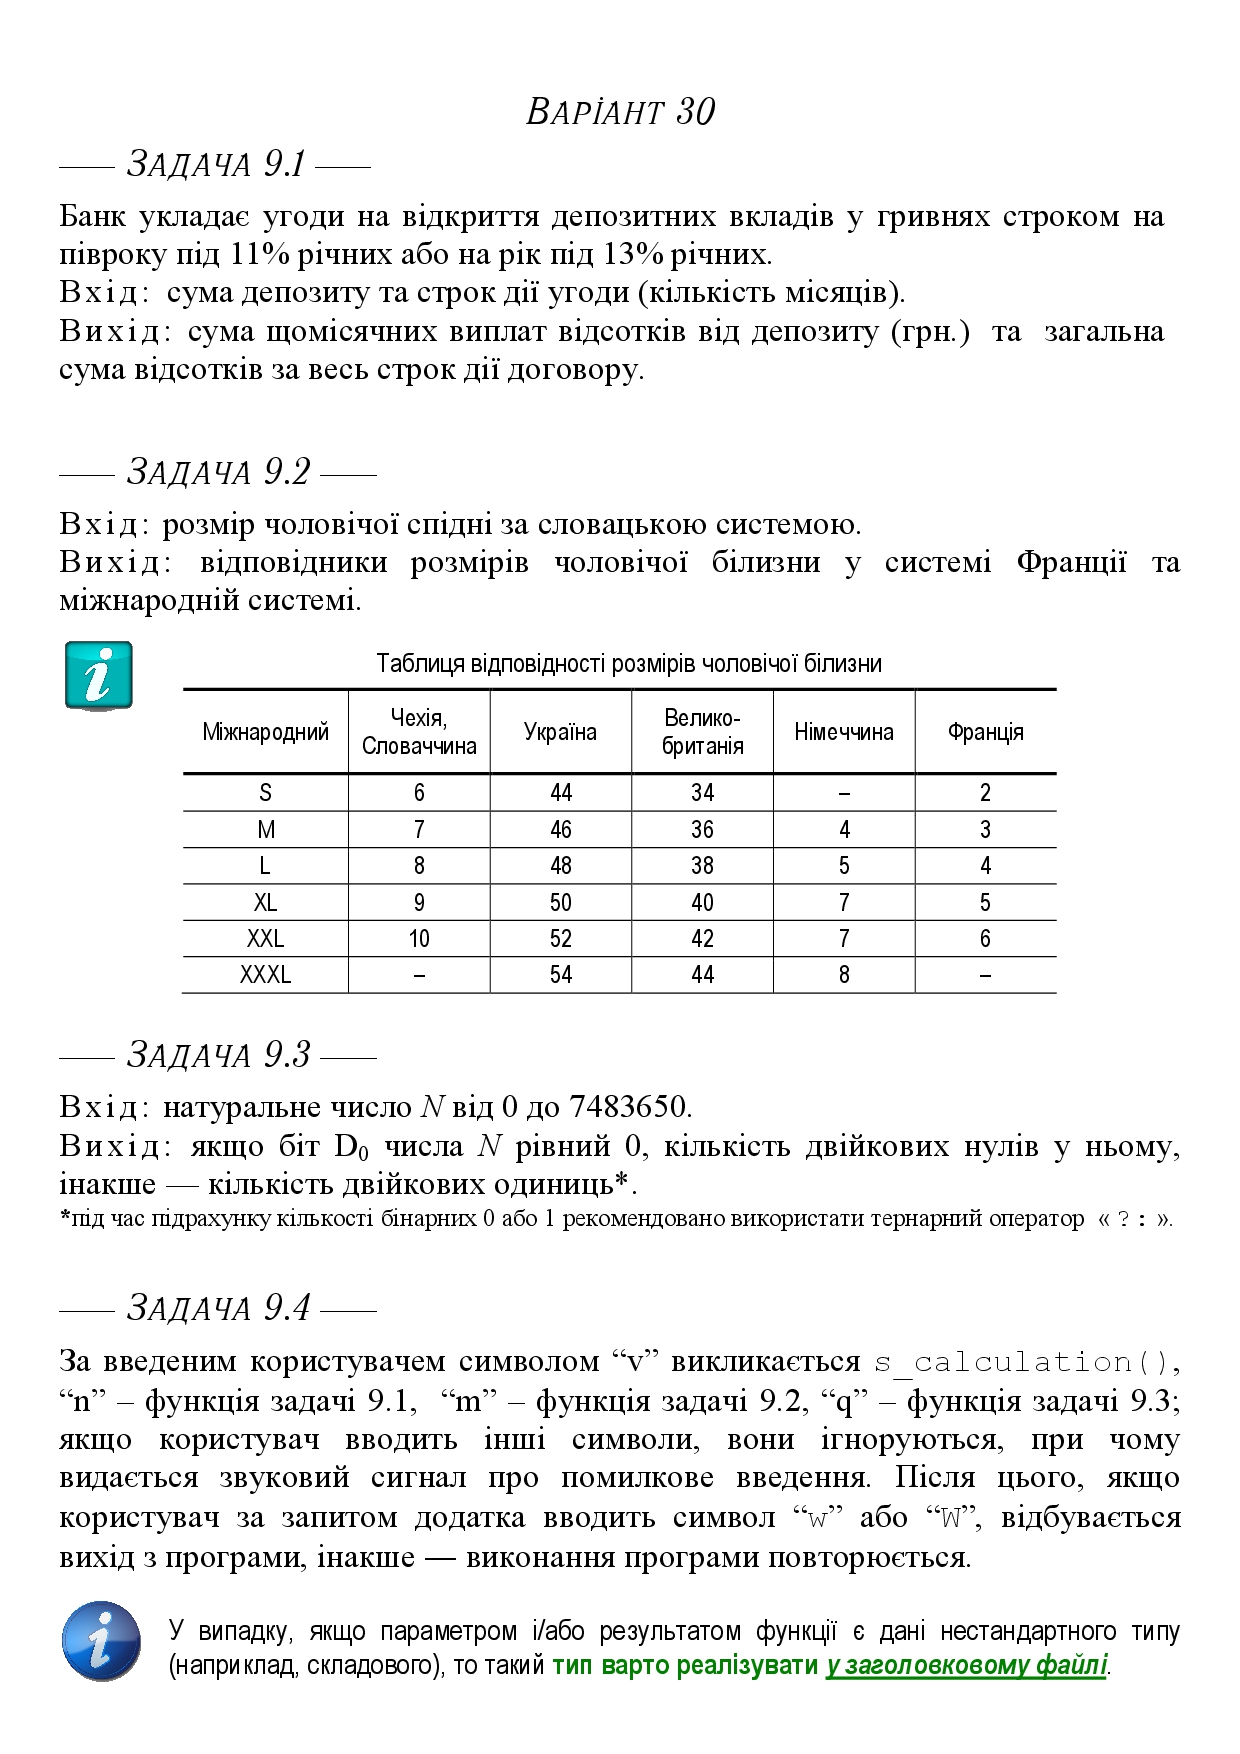 ВАРІАНТ 30
ЗАДАЧА 9.1
Банк укладає угоди на відкриття депозитних вкладів у гривнях строком на
півроку під 11% річних або на рік під 13% річних.
Вхід: сума депозиту та строк дії угоди (кількість місяців).
Вихід: сума щомісячних виплат відсотків від депозиту (грн.) та загальна
сума відсотків за весь строк дії договору.
ЗАДАЧА 9.2
Вхід: розмір чоловічої спідні за словацькою системою.
Вихід: відповідники розмірів чоловічої білизни у системі Франції та
міжнародній системі.
Таблиця відповідності розмірів чоловічої білизни
Міжнародний Чехія, Словаччина Україна Велико-британія Німеччина Франція
S 6 44 34 – 2
M 7 46 36 4 3
L 8 48 38 5 4
XL 9 50 40 7 5
XXL 10 52 42 7 6
XXXL – 54 44 8 –
ЗАДАЧА 9.3
Вхід: натуральне число N від 0 до 7483650.
Вихід: якщо біт D0 числа N рівний 0, кількість двійкових нулів у ньому,
інакше — кількість двійкових одиниць*.
*під час підрахунку кількості бінарних 0 або 1 рекомендовано використати тернарний оператор « ?: ».
ЗАДАЧА 9.4
За введеним користувачем символом “v” викликається s_calculation(),
“n” – функція задачі 9.1, “m” – функція задачі 9.2, “q” – функція задачі 9.3;
якщо користувач вводить інші символи, вони ігноруються, при чому
видається звуковий сигнал про помилкове введення. Після цього, якщо
користувач за запитом додатка вводить символ “w” або “W”, відбувається
вихід з програми, інакше — виконання програми повторюється.
У випадку, якщо параметром і/або результатом функції є дані нестандартного типу
(наприклад, складового), то такий тип варто реалізувати у заголовковому файлі.